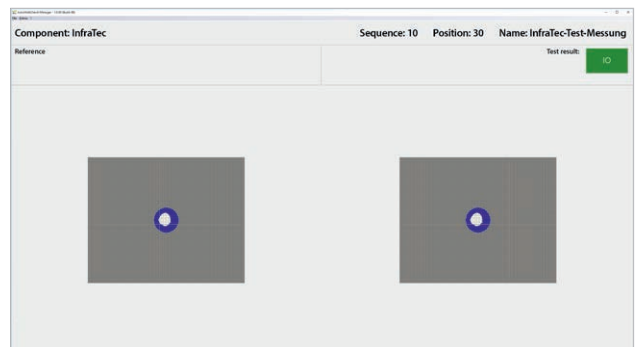 Component: InfraTec
Sequence: 10 Position: 30 Name: InfraTec-Test-Messung
Reference
Test result:
IO